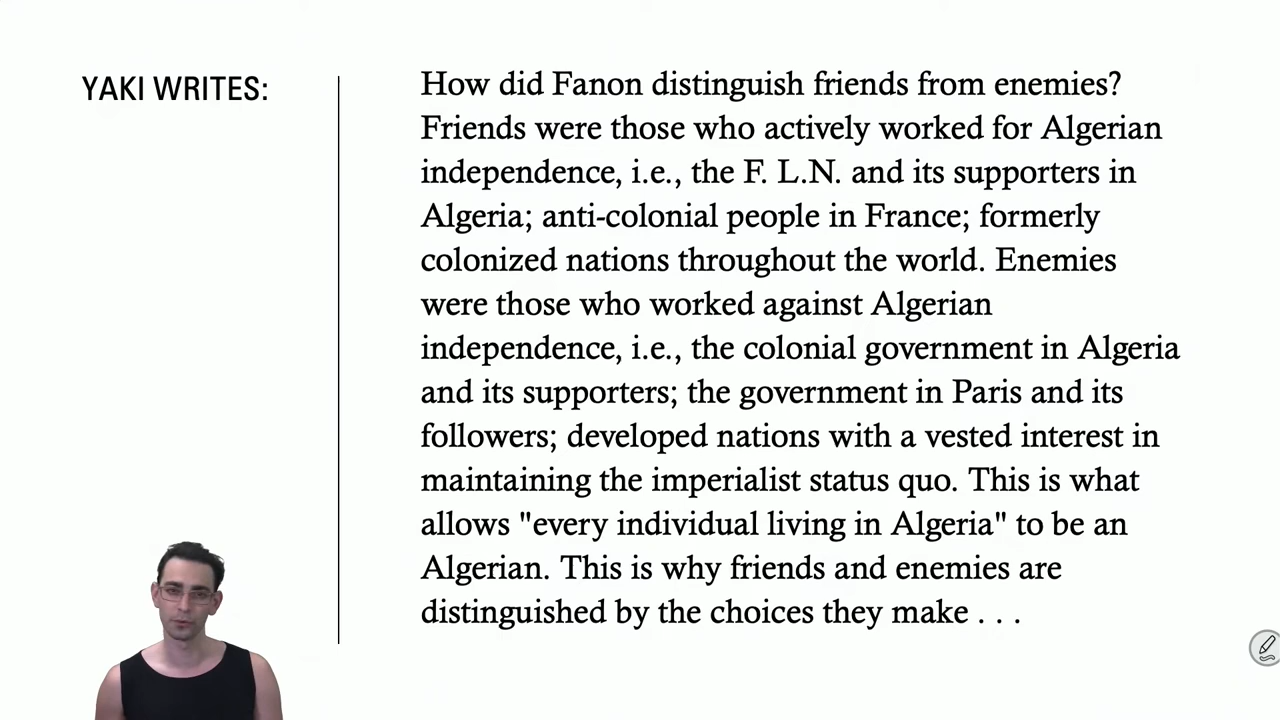 YAKI WRITES:
How did Fanon distinguish friends from enemies?
Friends were those who actively worked for Algerian
independence, i.e., the F. L.N. and its supporters in
Algeria; anti-colonial people in France; formerly
colonized nations throughout the world. Enemies
were those who worked against Algerian
independence, i.e., the colonial government in Algeria
and its supporters; the government in Paris and its
followers; developed nations with a vested interest in
maintaining the imperialist status quo. This is what
allows "every individual living in Algeria" to be an
Algerian. This is why friends and enemies are
distinguished by the choices they make . . .